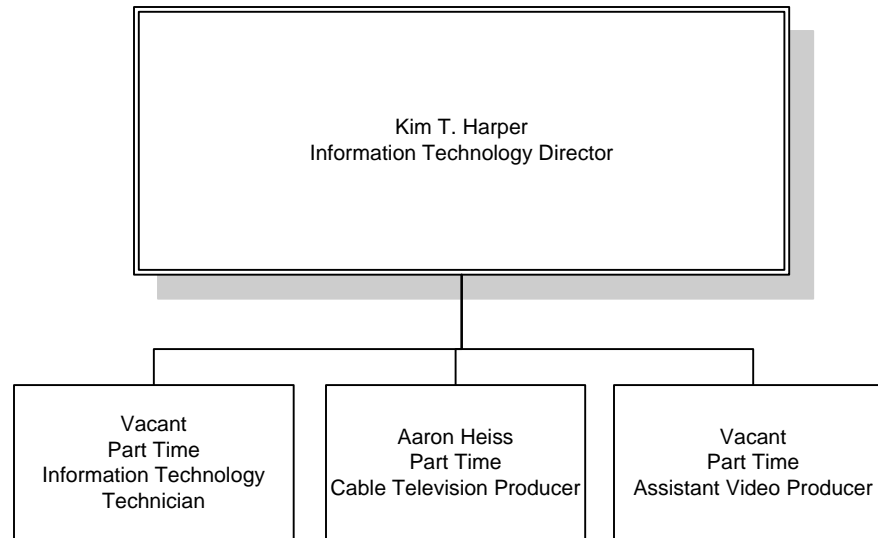 Kim T. Harper
Information Technology Director
Vacant
Part Time
Information Technology
Technician
Aaron Heiss
Part Time
Cable Television Producer
Vacant
Part Time
Assistant Video Producer